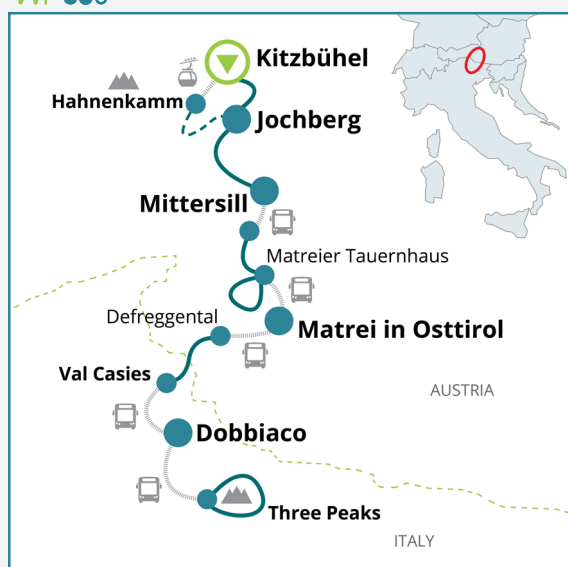 Kitzbühel
Hahnenkamm
Jochberg
Mittersill
Matreier Tauernhaus
Defreggental
Matrei in Osttirol
Val Casies
AUSTRIA
Dobbiaco
Three Peaks
ITALY